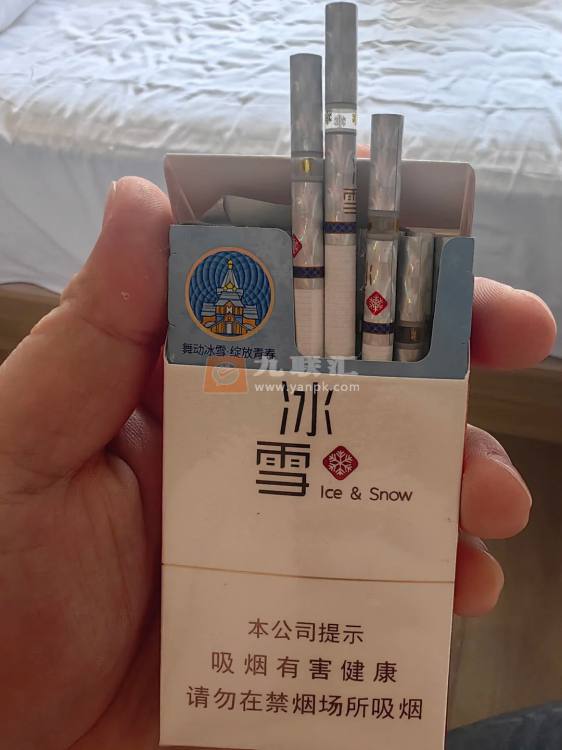 雪
舞动冰雪·绽放青春
九联汇
www.yanpk.com
冰
雪
Ice & Snow
本公司提示
吸烟有害健康
请勿在禁烟场所吸烟